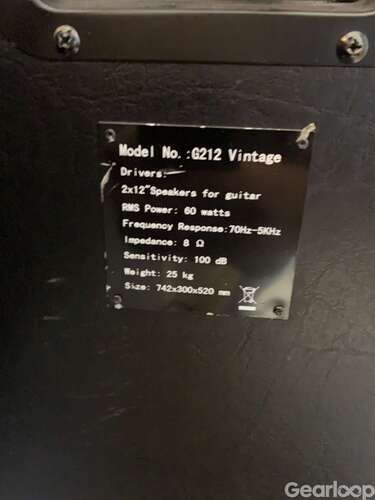 Model No.:G212 Vintage
Drivers:
2x12"Speakers for guitar
RMS Power: 60 watts
Frequency Response:70Hz-5KHz
Impedance: 8 Ω
Sensitivity: 100 dB
Weight: 25 kg
Size: 742x300x520 mm
Gearloop